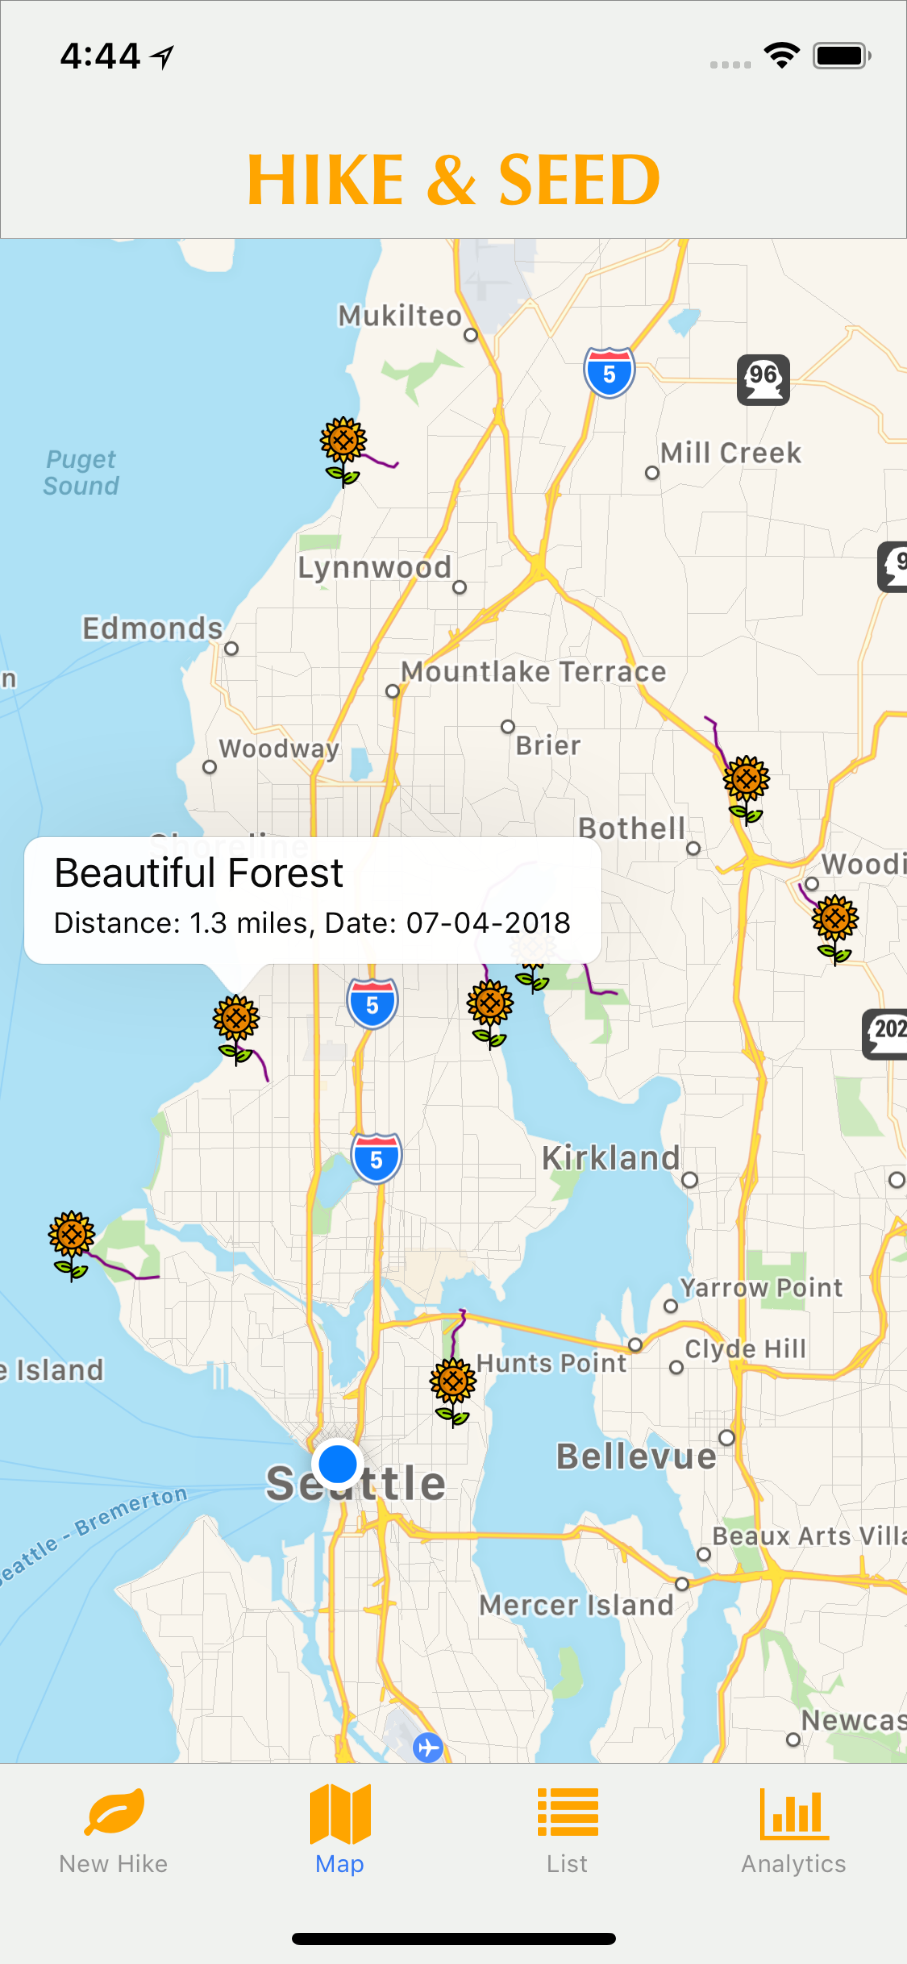 4:44
HIKE & SEED
Mukilteo
5
96
Puget
Sound
Mill Creek
9
Lynnwood
Edmonds
n
Mountlake Terrace
Woodway
Brier
Bothell
Shoreline
Woodi
Beautiful Forest
Distance: 1.3 miles, Date: 07-04-2018
5
202
5
Kirkland
Yarrow Point
Clyde Hill
Hunts Point
e Island
Bellevue
Seattle
eattle - Bremerton
Beaux Arts Villa
Mercer Island
Newcas
New Hike
Map
List
Analytics